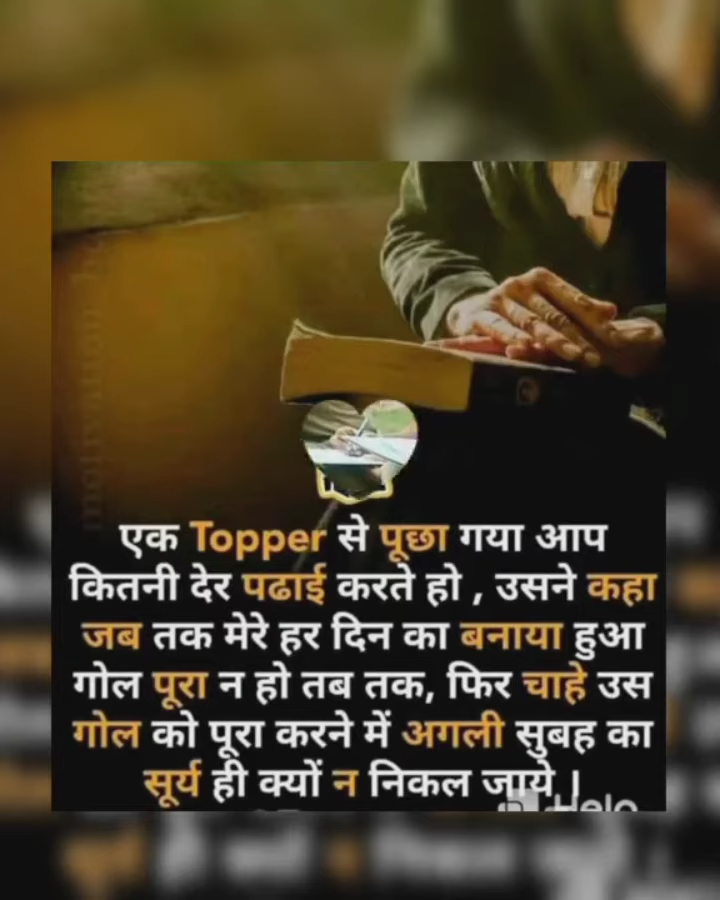 एक Topper से पूछा गया आप
कितनी देर पढाई करते हो , उसने कहा
जब तक मेरे हर दिन का बनाया हुआ
गोल पूरा न हो तब तक, फिर चाहे उस
गोल को पूरा करने में अगली सुबह का
सूर्य ही क्यों न निकल जाये |
Helo